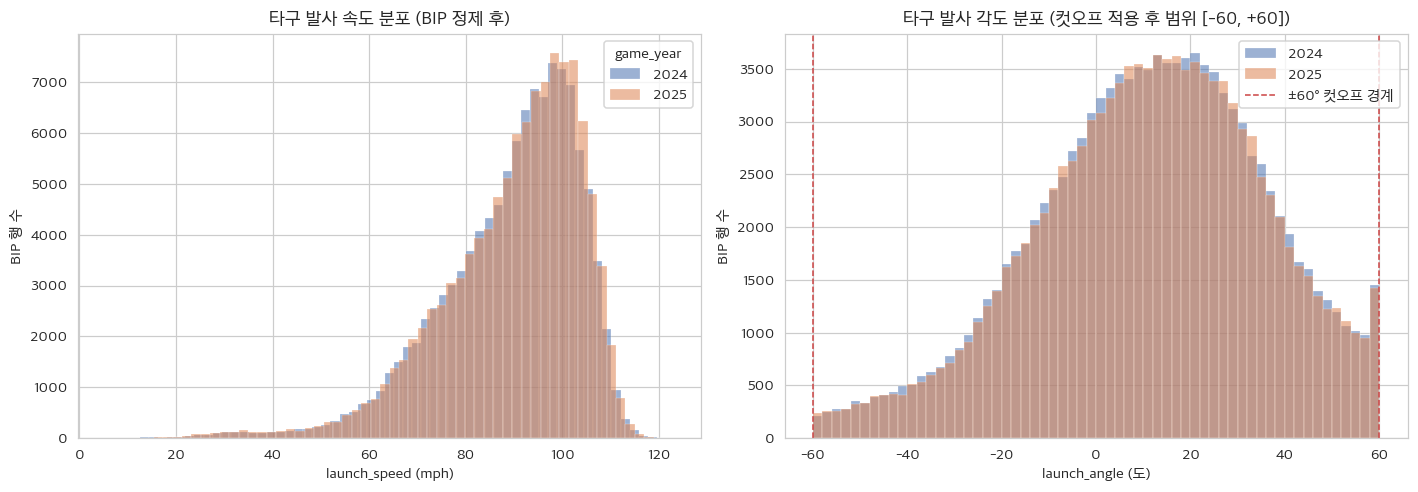 타구 발사 속도 분포 (BIP 정제 후)
game_year
2024
2025
BIP 행 수
7000
6000
5000
4000
3000
2000
1000
0
0 20 40 60 80 100 120
launch_speed (mph)
타구 발사 각도 분포 (컷오프 적용 후 범위 [-60, +60])
2024
2025
±60° 컷오프 경계
BIP 행 수
3500
3000
2500
2000
1500
1000
500
0
-60 -40 -20 0 20 40 60
launch_angle (도)